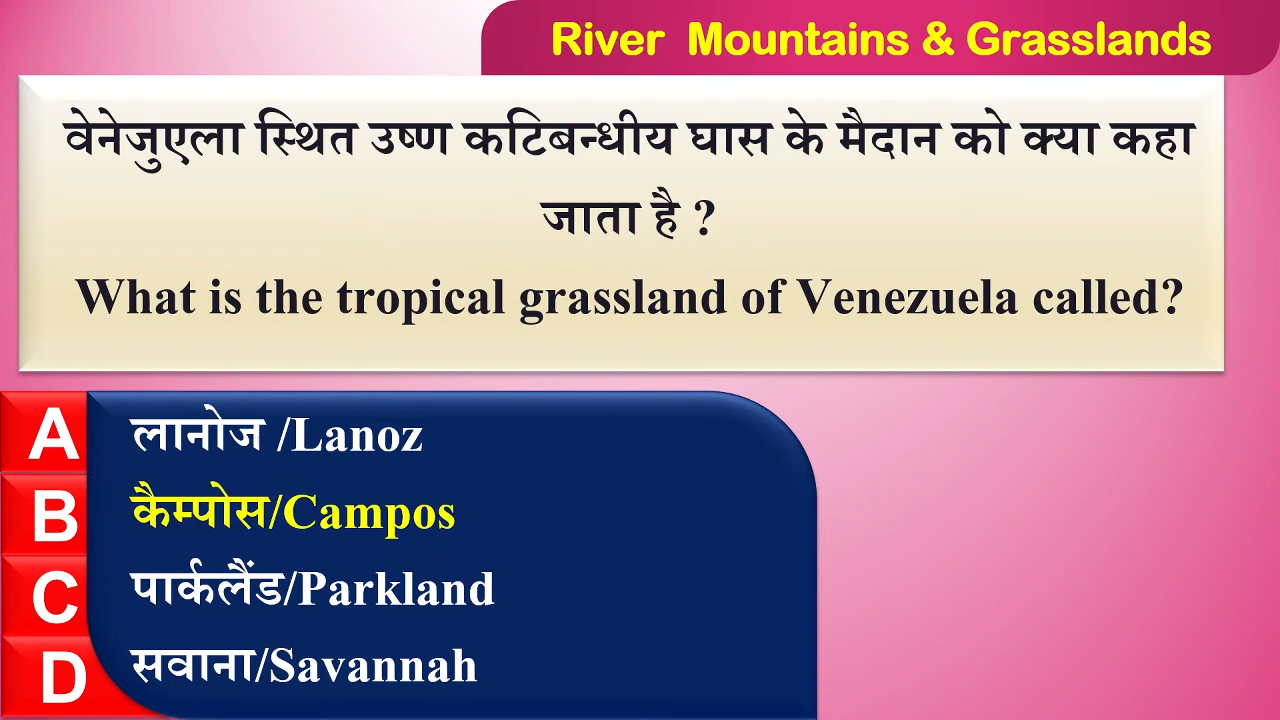 River Mountains & Grasslands
वेनेजुएला स्थित उष्ण कटिबन्धीय घास के मैदान को क्या कहा
जाता है ?
What is the tropical grassland of Venezuela called?
A लानोज /Lanoz
B कैम्पोस/Campos
C पार्कलैंड/Parkland
D सवाना/Savannah